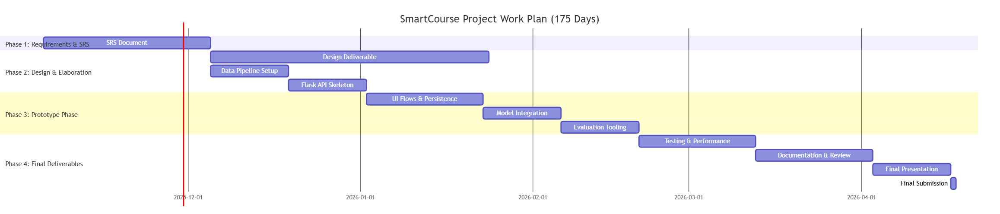 SmartCourse Project Work Plan (175 Days)
Phase 1: Requirements & SRS
SRS Document
Design Deliverable
Phase 2: Design & Elaboration
Data Pipeline Setup
Flask API Skeleton
UI Flows & Persistence
Phase 3: Prototype Phase
Model Integration
Evaluation Tooling
Testing & Performance
Documentation & Review
Phase 4: Final Deliverables
Final Presentation
Final Submission
2025-12-01
2026-01-01
2026-02-01
2026-03-01
2026-04-01